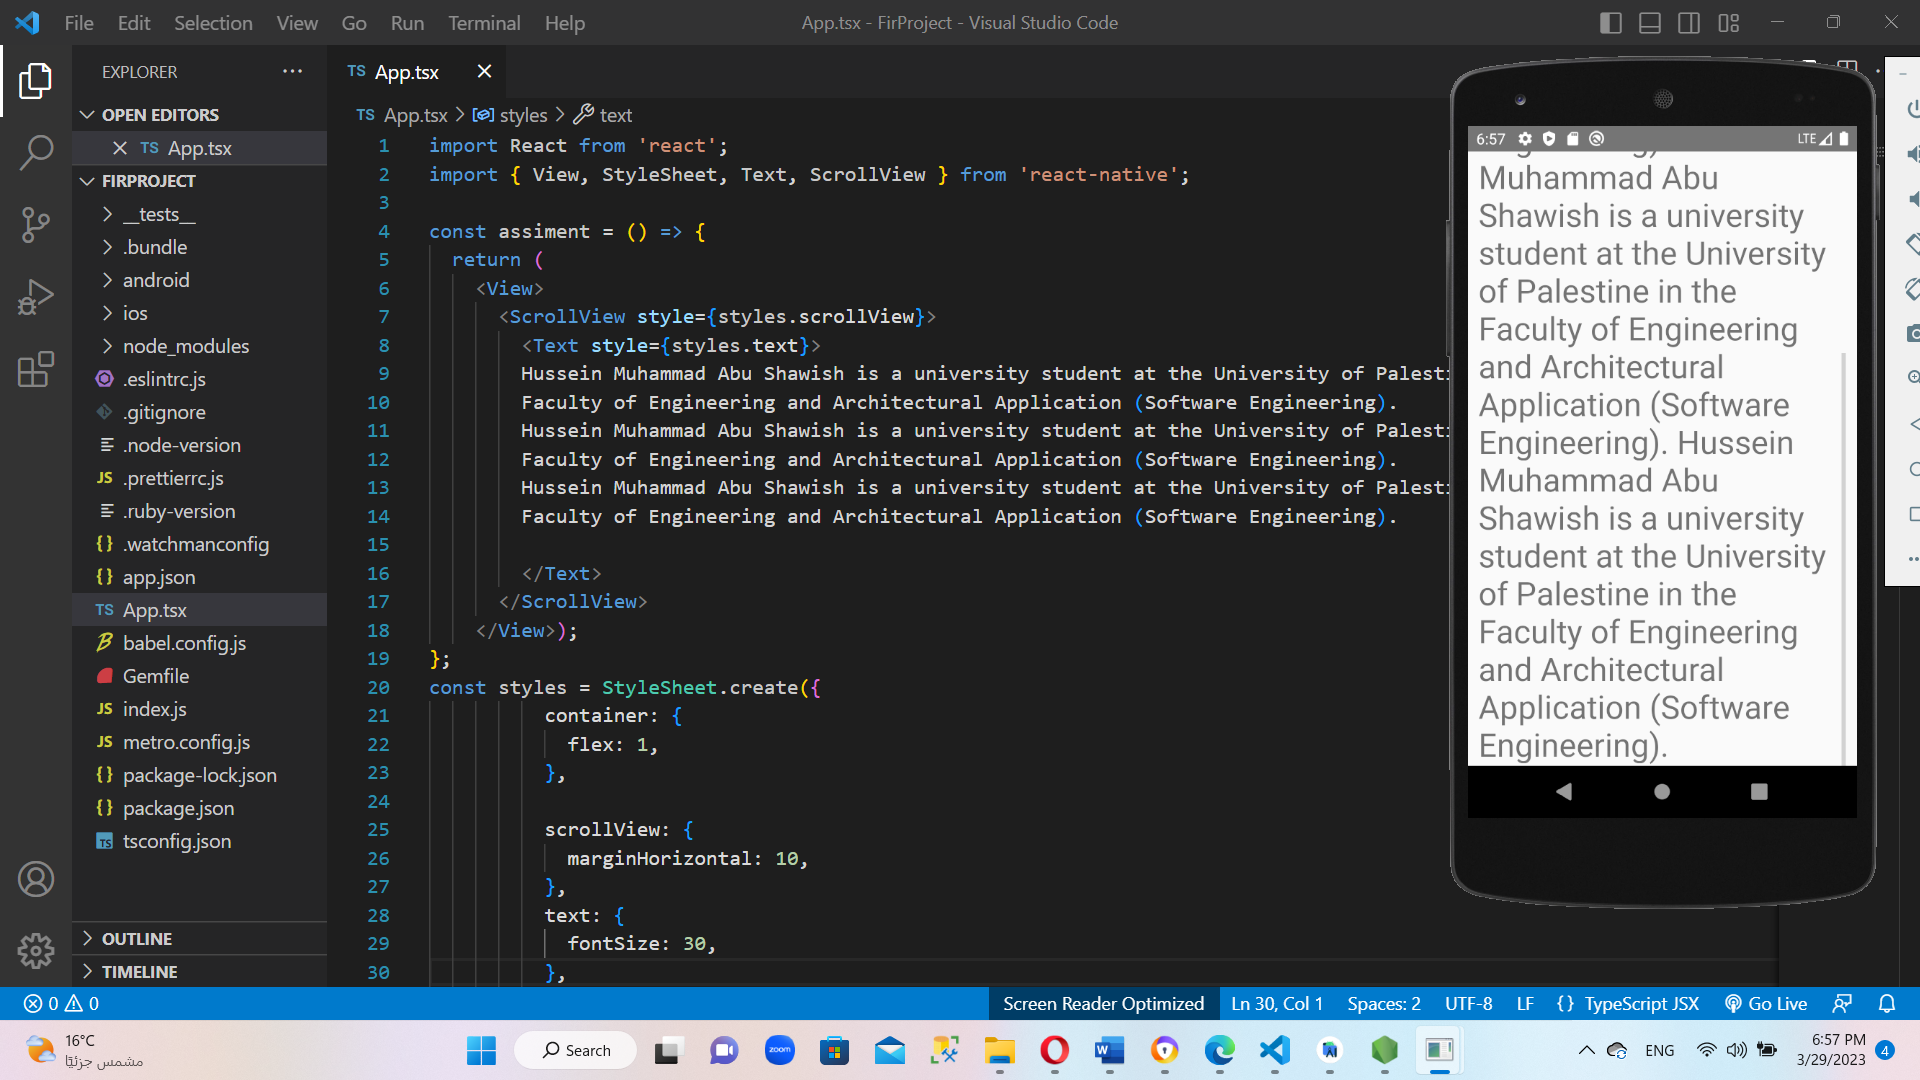 File Edit Selection View Go Run Terminal Help
App.tsx - FirProject - Visual Studio Code
EXPLORER
OPEN EDITORS
TS App.tsx
FIRPROJECT
__tests__
.bundle
android
ios
node_modules
.eslintrc.js
.gitignore
.node-version
JS .prettierrc.js
.ruby-version
{} .watchmanconfig
{} app.json
TS App.tsx
babel.config.js
Gemfile
JS index.js
JS metro.config.js
{} package-lock.json
{} package.json
TS tsconfig.json
OUTLINE
TIMELINE
TS App.tsx
TS App.tsx > styles > text
1 import React from 'react';
2 import { View, StyleSheet, Text, ScrollView } from 'react-native';
3
4 const assiment = () => {
5 return (
6 <View>
7 <ScrollView style={styles.scrollView}>
8 <Text style={styles.text}>
9 Hussein Muhammad Abu Shawish is a university student at the University of Palesti
10 Faculty of Engineering and Architectural Application (Software Engineering).
11 Hussein Muhammad Abu Shawish is a university student at the University of Palesti
12 Faculty of Engineering and Architectural Application (Software Engineering).
13 Hussein Muhammad Abu Shawish is a university student at the University of Palesti
14 Faculty of Engineering and Architectural Application (Software Engineering).
15
16 </Text>
17 </ScrollView>
18 </View>);
19 };
20 const styles = StyleSheet.create({
21 container: {
22 flex: 1,
23 },
24
25 scrollView: {
26 marginHorizontal: 10,
27 },
28 text: {
29 fontSize: 30,
30 },
6:57 LTE
Muhammad Abu
Shawish is a university
student at the University
of Palestine in the
Faculty of Engineering
and Architectural
Application (Software
Engineering). Hussein
Muhammad Abu
Shawish is a university
student at the University
of Palestine in the
Faculty of Engineering
and Architectural
Application (Software
Engineering).
0 0
Screen Reader Optimized Ln 30, Col 1 Spaces: 2 UTF-8 LF {} TypeScript JSX Go Live
16°C
مشمس جزئيًا
Search
zoom
ENG
6:57 PM
3/29/2023
4